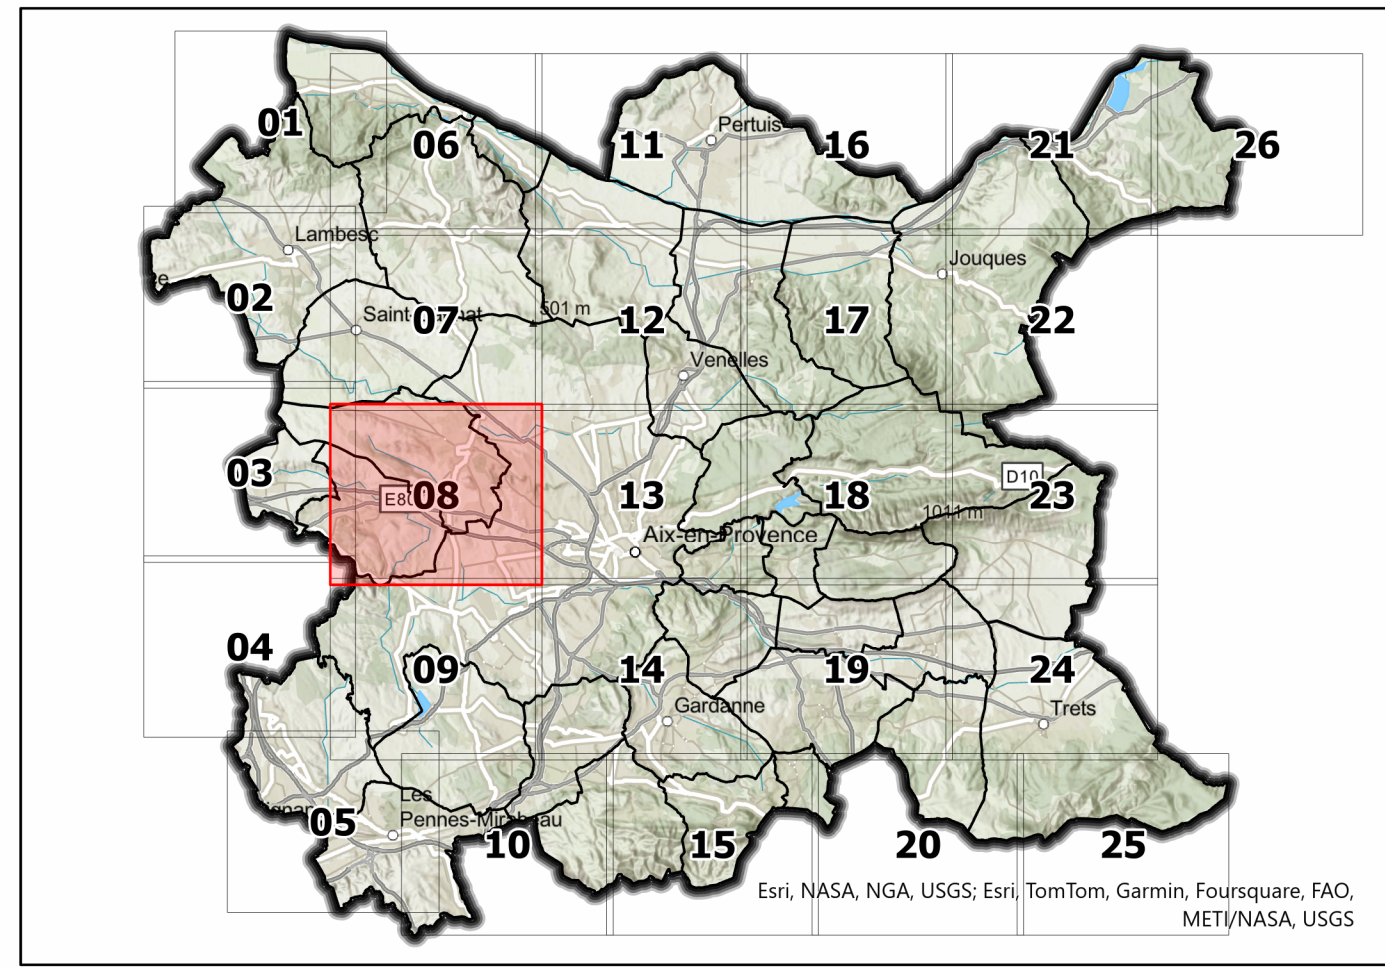 01
06
11
Pertuis
16
21
26
Lambesc
02
07
501 m
12
17
Jouques
22
Venelles
03
E80
08
13
18
D10
23
1011 m
Aix-en-Provence
04
09
14
19
24
Gardanne
Trets
Les
Pennes-Mirabeau
05
10
15
20
25
Esri, NASA, NGA, USGS; Esri, TomTom, Garmin, Foursquare, FAO,
METI/NASA, USGS